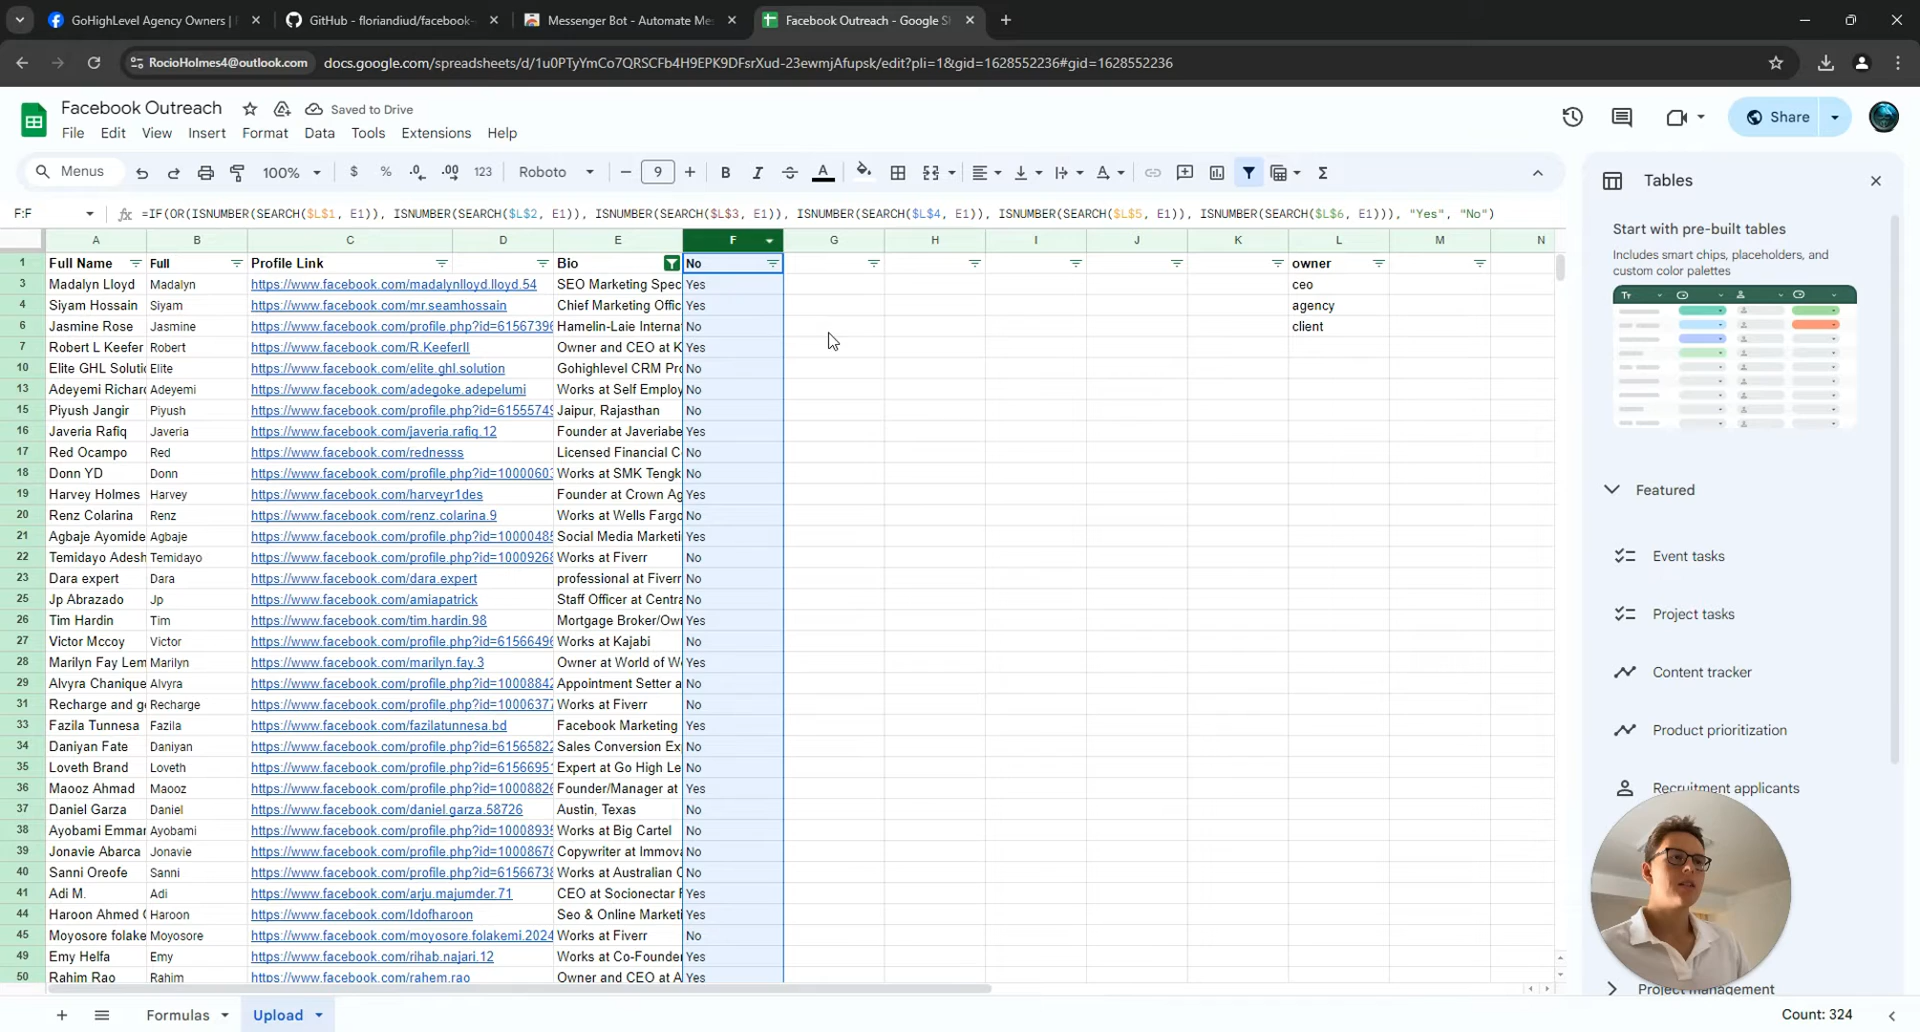 GoHighLevel Agency Owners |
GitHub - floriandiud/facebook-
Messenger Bot - Automate Me
Facebook Outreach - Google S
RocioHolmes4@outlook.com
docs.google.com/spreadsheets/d/1u0PTyYmCo7QRSCFb4H9EPK9DFsrXud-23ewmjAfupsk/edit?pli=1&gid=1628552236#gid=1628552236
Facebook Outreach Saved to Drive
File Edit View Insert Format Data Tools Extensions Help
Share
Menus 100% $ % .0 .00 123 Roboto 9 B I A
F:F =IF(OR(ISNUMBER(SEARCH($L$1, E1)), ISNUMBER(SEARCH($L$2, E1)), ISNUMBER(SEARCH($L$3, E1)), ISNUMBER(SEARCH($L$4, E1)), ISNUMBER(SEARCH($L$5, E1)), ISNUMBER(SEARCH($L$6, E1))), "Yes", "No")
A B C D E F G H I J K L M N
1 Full Name Full Profile Link Bio No owner
3 Madalyn Lloyd Madalyn https://www.facebook.com/madalynlloyd.lloyd.54 SEO Marketing Spec Yes ceo
4 Siyam Hossain Siyam https://www.facebook.com/mr.seamhossain Chief Marketing Offic Yes agency
6 Jasmine Rose Jasmine https://www.facebook.com/profile.php?id=61567396 Hamelin-Laie Internat No client
7 Robert L Keefer Robert https://www.facebook.com/R.KeeferII Owner and CEO at K Yes
10 Elite GHL Soluti Elite https://www.facebook.com/elite.ghl.solution Gohighlevel CRM Pro No
13 Adeyemi Richar Adeyemi https://www.facebook.com/adegoke.adepelumi Works at Self Employ No
15 Piyush Jangir Piyush https://www.facebook.com/profile.php?id=61555749 Jaipur, Rajasthan No
16 Javeria Rafiq Javeria https://www.facebook.com/javeria.rafiq.12 Founder at Javeriabe Yes
17 Red Ocampo Red https://www.facebook.com/rednesss Licensed Financial C No
18 Donn YD Donn https://www.facebook.com/profile.php?id=10000603 Works at SMK Tengk No
19 Harvey Holmes Harvey https://www.facebook.com/harveyr1des Founder at Crown Ag Yes
20 Renz Colarina Renz https://www.facebook.com/renz.colarina.9 Works at Wells Fargo No
21 Agbaje Ayomide Agbaje https://www.facebook.com/profile.php?id=10000485 Social Media Marketi Yes
22 Temidayo Adesh Temidayo https://www.facebook.com/profile.php?id=10009268 Works at Fiverr No
23 Dara expert Dara https://www.facebook.com/dara.expert professional at Fiverr No
25 Jp Abrazado Jp https://www.facebook.com/amiapatrick Staff Officer at Centra No
26 Tim Hardin Tim https://www.facebook.com/tim.hardin.98 Mortgage Broker/Ow Yes
27 Victor Mccoy Victor https://www.facebook.com/profile.php?id=61566496 Works at Kajabi No
28 Marilyn Fay Lem Marilyn https://www.facebook.com/marilyn.fay.3 Owner at World of W Yes
29 Alvyra Chanique Alvyra https://www.facebook.com/profile.php?id=10008842 Appointment Setter a No
31 Recharge and g Recharge https://www.facebook.com/profile.php?id=10006377 Works at Fiverr No
33 Fazila Tunnesa Fazila https://www.facebook.com/fazilatunnesa.bd Facebook Marketing Yes
34 Daniyan Fate Daniyan https://www.facebook.com/profile.php?id=61565822 Sales Conversion Ex No
35 Loveth Brand Loveth https://www.facebook.com/profile.php?id=61566951 Expert at Go High Le No
36 Maooz Ahmad Maooz https://www.facebook.com/profile.php?id=10008826 Founder/Manager at Yes
37 Daniel Garza Daniel https://www.facebook.com/daniel.garza.58726 Austin, Texas No
38 Ayobami Emmar Ayobami https://www.facebook.com/profile.php?id=10008935 Works at Big Cartel No
39 Jonavie Abarca Jonavie https://www.facebook.com/profile.php?id=10008678 Copywriter at Immova No
40 Sanni Oreofe Sanni https://www.facebook.com/profile.php?id=61566738 Works at Australian C No
41 Adi M. Adi https://www.facebook.com/arju.majumder.71 CEO at Socionectar F Yes
44 Haroon Ahmed C Haroon https://www.facebook.com/Idofharoon Seo & Online Marketi Yes
45 Moyosore folake Moyosore https://www.facebook.com/moyosore.folakemi.2024 Works at Fiverr No
49 Emy Helfa Emy https://www.facebook.com/rihab.najari.12 Works at Co-Founder Yes
50 Rahim Rao Rahim https://www.facebook.com/rahem.rao Owner and CEO at A Yes
Tables
Start with pre-built tables
Includes smart chips, placeholders, and
custom color palettes
Tr
Featured
Event tasks
Project tasks
Content tracker
Product prioritization
Recruitment applicants
Project management
Formulas Upload Count: 324